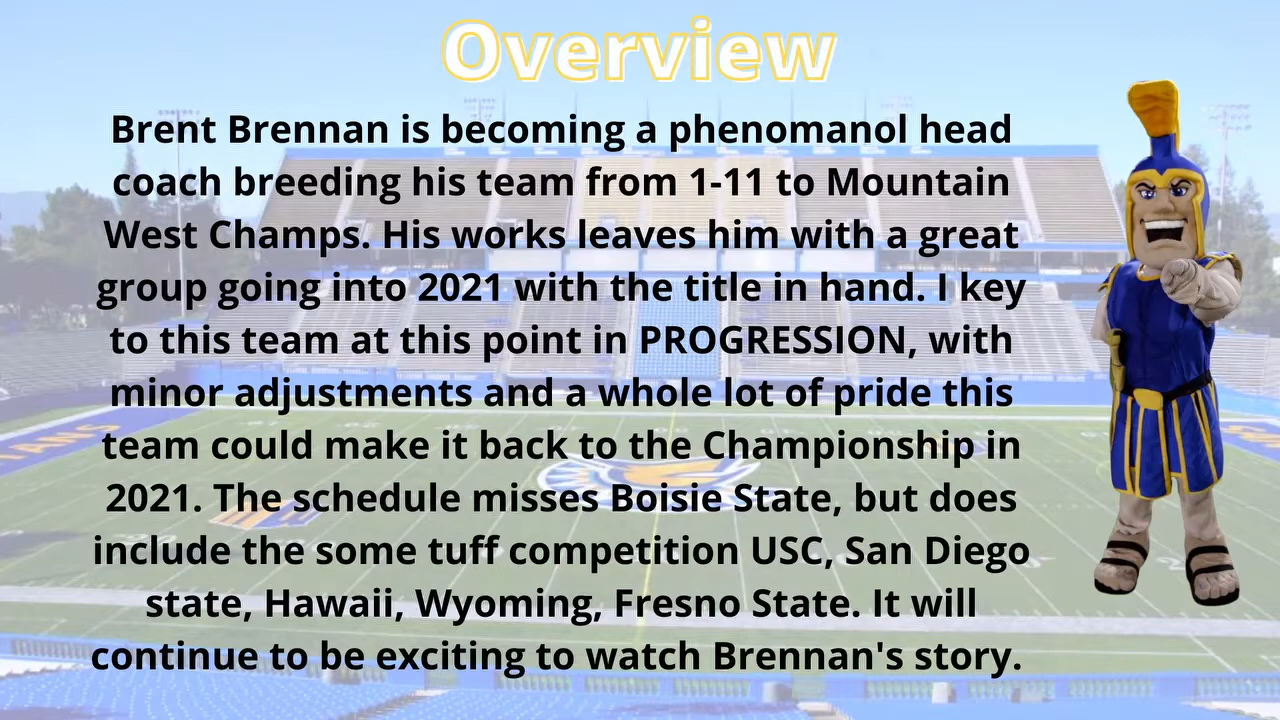 Overview
Brent Brennan is becoming a phenomanol head
coach breeding his team from 1-11 to Mountain
West Champs. His works leaves him with a great
group going into 2021 with the title in hand. I key
to this team at this point in PROGRESSION, with
minor adjustments and a whole lot of pride this
team could make it back to the Championship in
2021. The schedule misses Boisie State, but does
include the some tuff competition USC, San Diego
state, Hawaii, Wyoming, Fresno State. It will
continue to be exciting to watch Brennan's story.